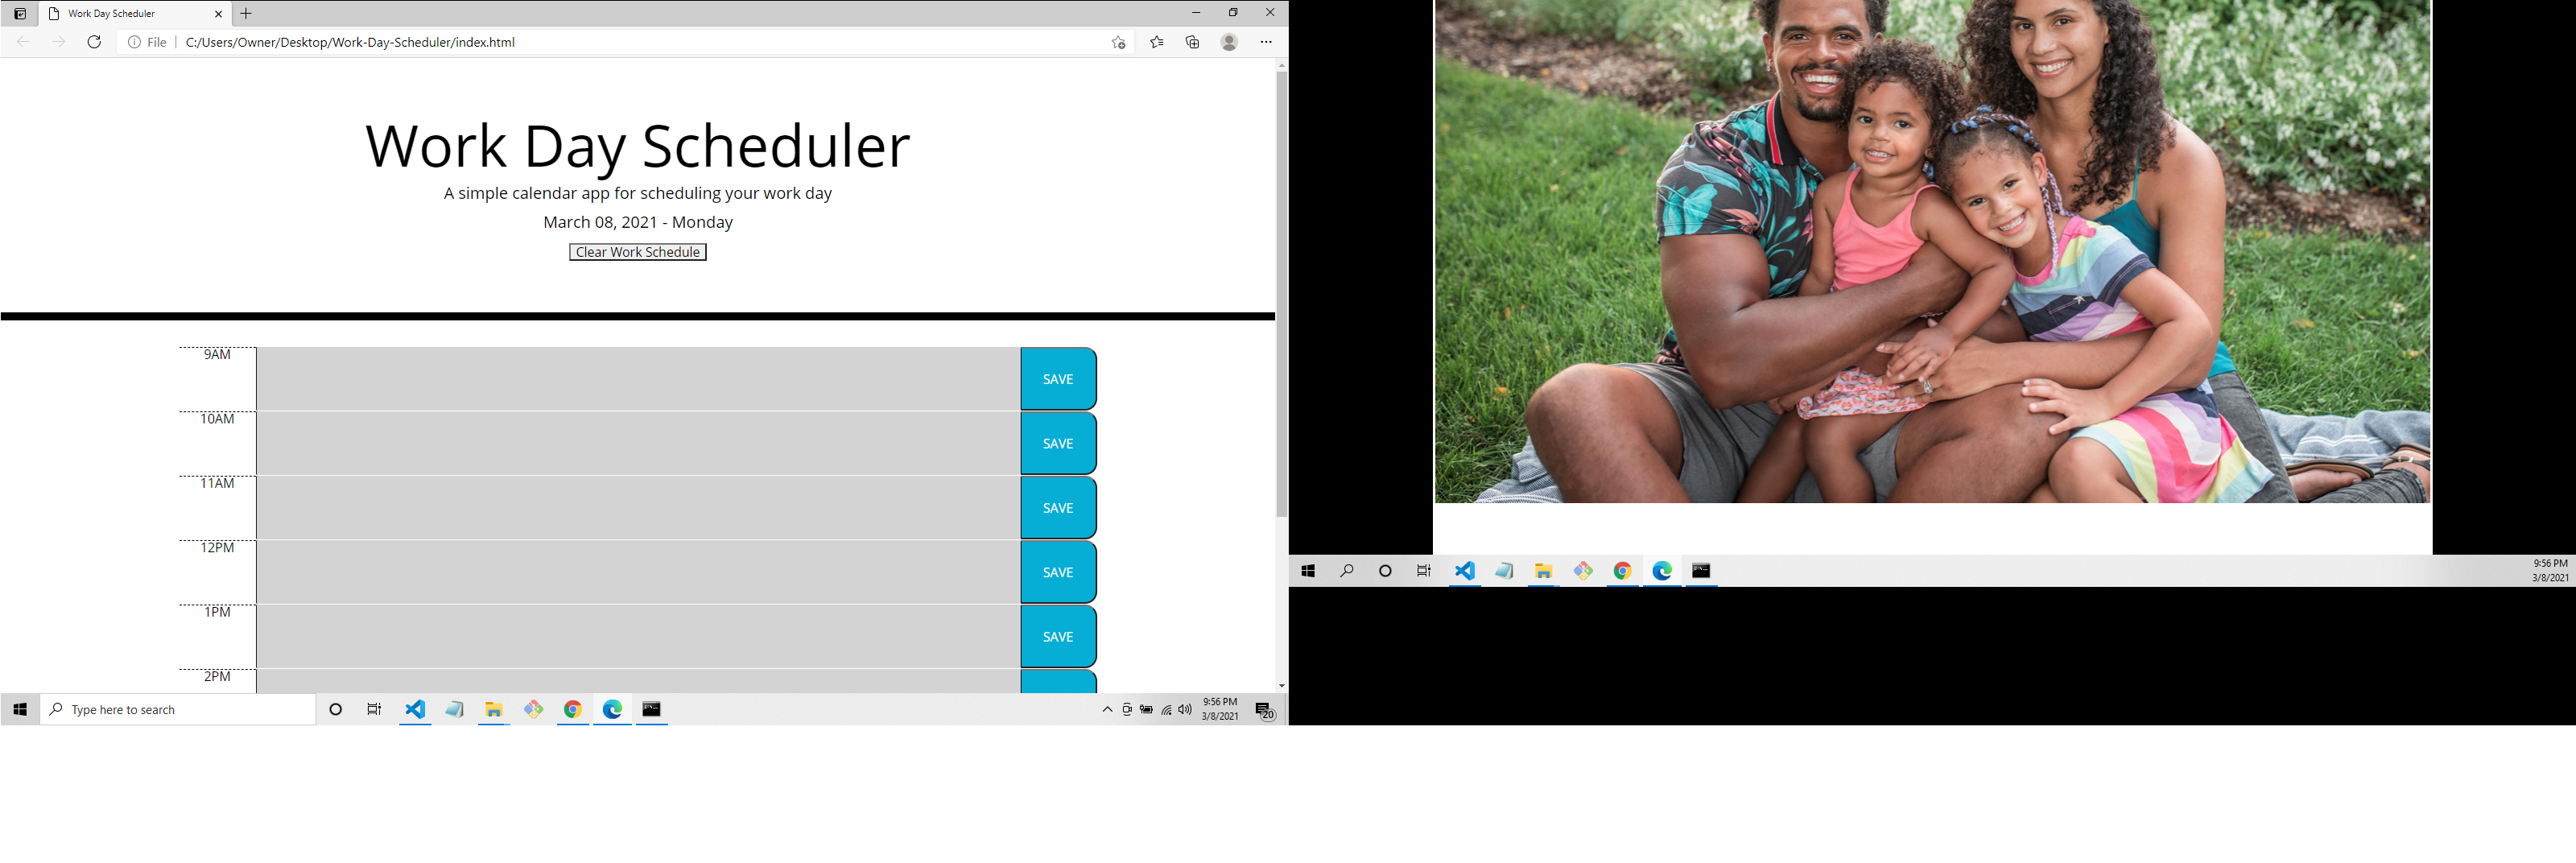 Work Day Scheduler
File
C:/Users/Owner/Desktop/Work-Day-Scheduler/index.html
Work Day Scheduler
A simple calendar app for scheduling your work day
March 08, 2021 - Monday
Clear Work Schedule
9AM
SAVE
10AM
SAVE
11AM
SAVE
12PM
SAVE
1PM
SAVE
2PM
Type here to search
9:56 PM
3/8/2021
20
9:56 PM
3/8/2021